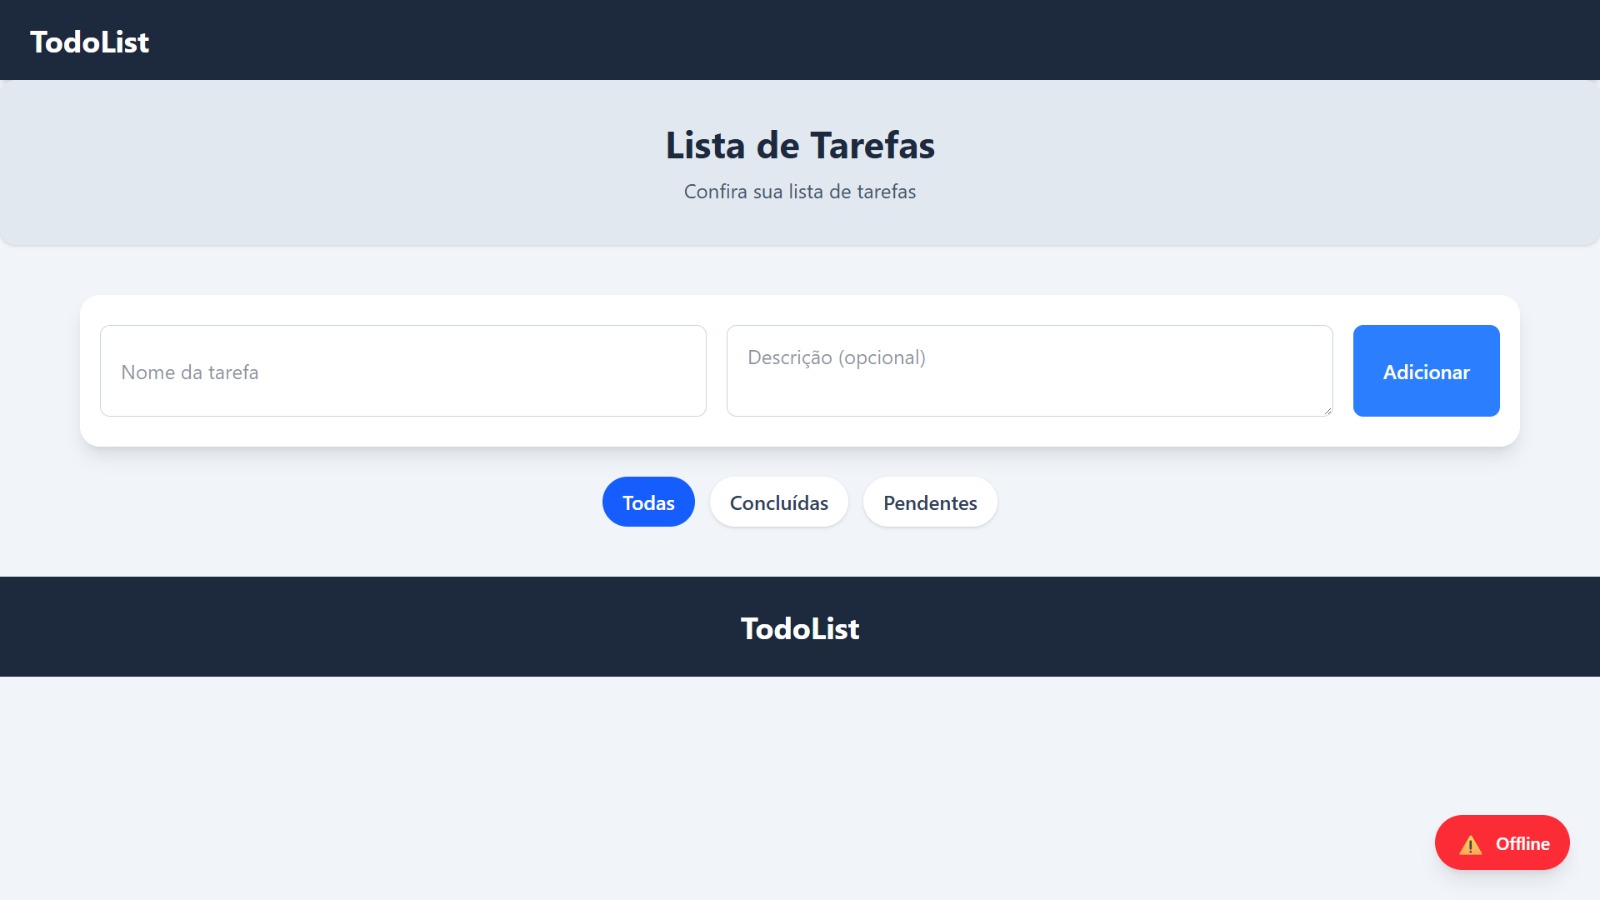 TodoList
Lista de Tarefas
Confira sua lista de tarefas
Nome da tarefa
Descrição (opcional)
Adicionar
Todas
Concluídas
Pendentes
TodoList
Offline